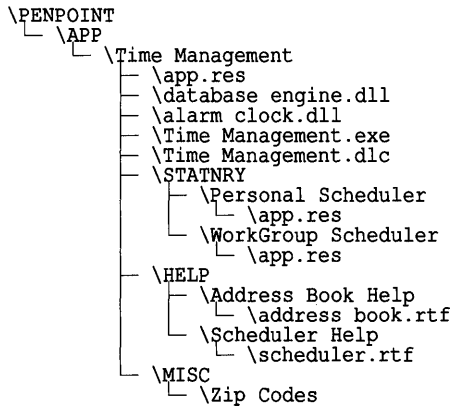 \PENPOINT
\APP
\Time Management
\app.res
\database engine.dll
\alarm clock.dll
\Time Management.exe
\Time Management.dlc
\STATNRY
\Personal Scheduler
\app.res
\WorkGroup Scheduler
\app.res
\HELP
\Address Book Help
\address book.rtf
\Scheduler Help
\scheduler.rtf
\MISC
\Zip Codes